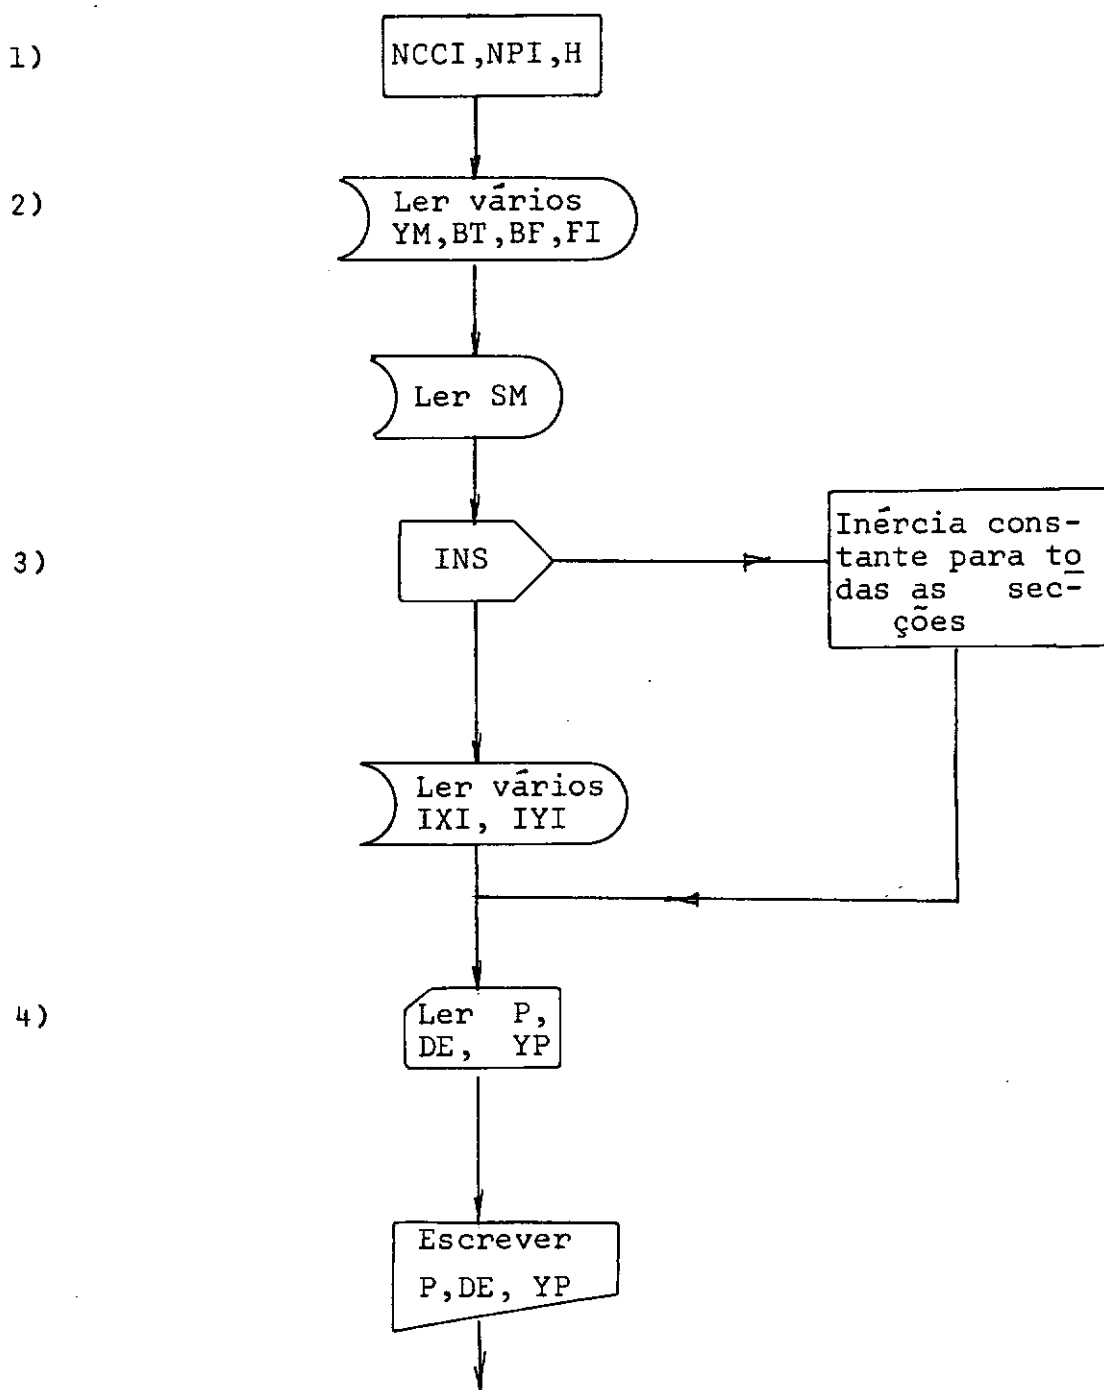 1)
NCCI,NPI,H
2)
Ler vários
YM,BT,BF,FI
Ler SM
3)
INS
Inércia cons-
tante para to
das as sec-
ções
Ler vários
IXI, IYI
4)
Ler P,
DE, YP
Escrever
P,DE, YP